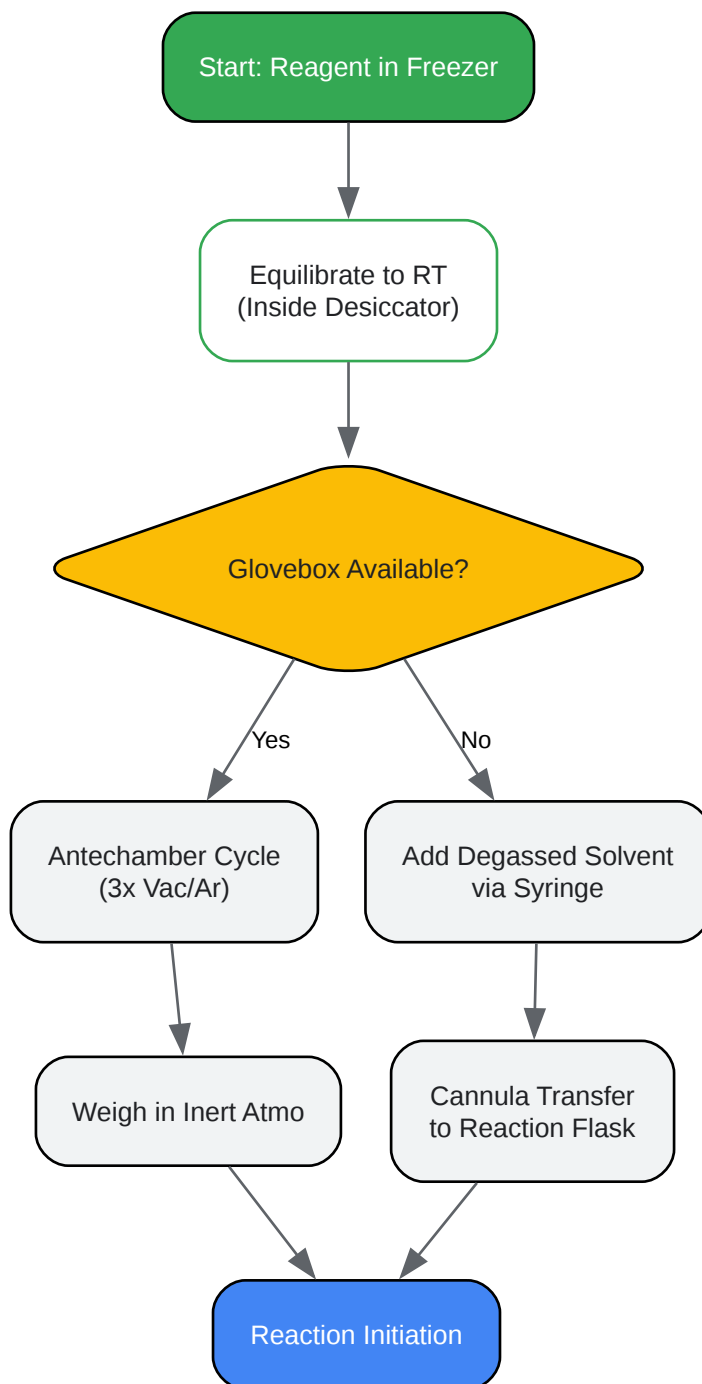 Start: Reagent in Freezer
Equilibrate to RT
(Inside Desiccator)
Glovebox Available?
Yes
No
Antechamber Cycle
(3x Vac/Ar)
Add Degassed Solvent
via Syringe
Weigh in Inert Atmo
Cannula Transfer
to Reaction Flask
Reaction Initiation